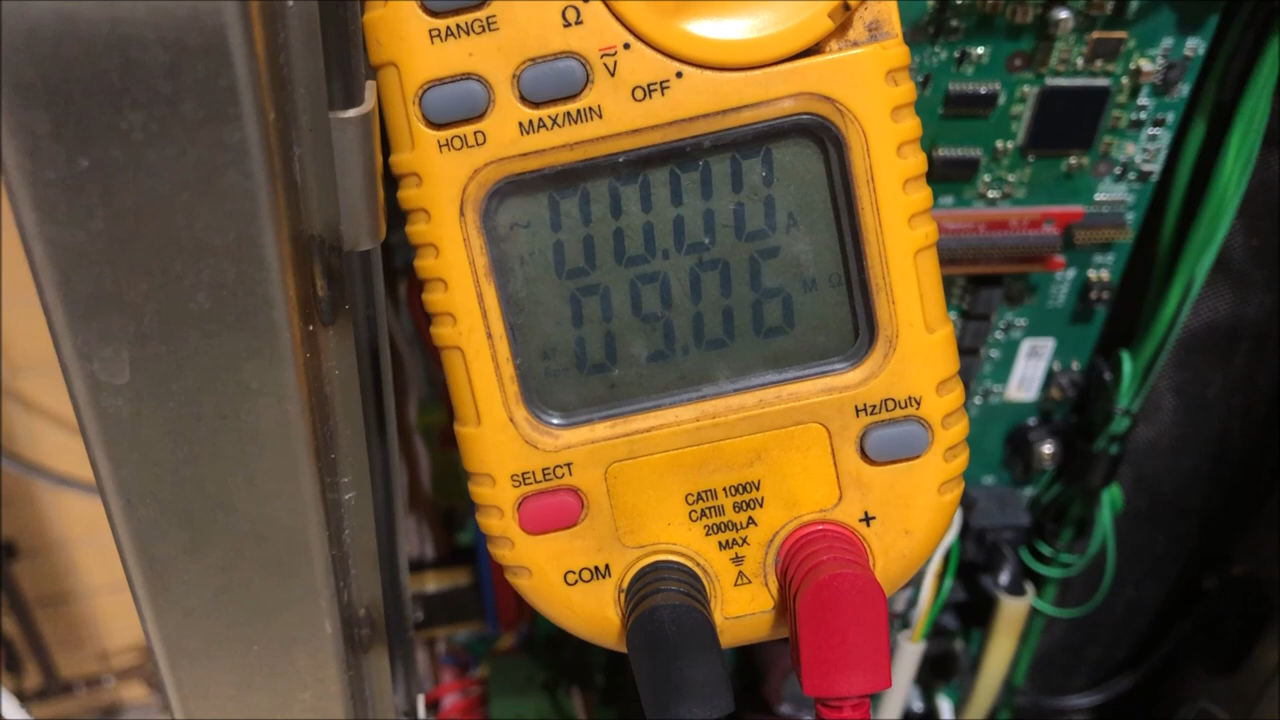 RANGE
Ω
V
HOLD
MAX/MIN
OFF
~ 00.00 A
09.06 M Ω
Hz/Duty
SELECT
CATII 1000V
CATIII 600V
2000µA
MAX
COM
+